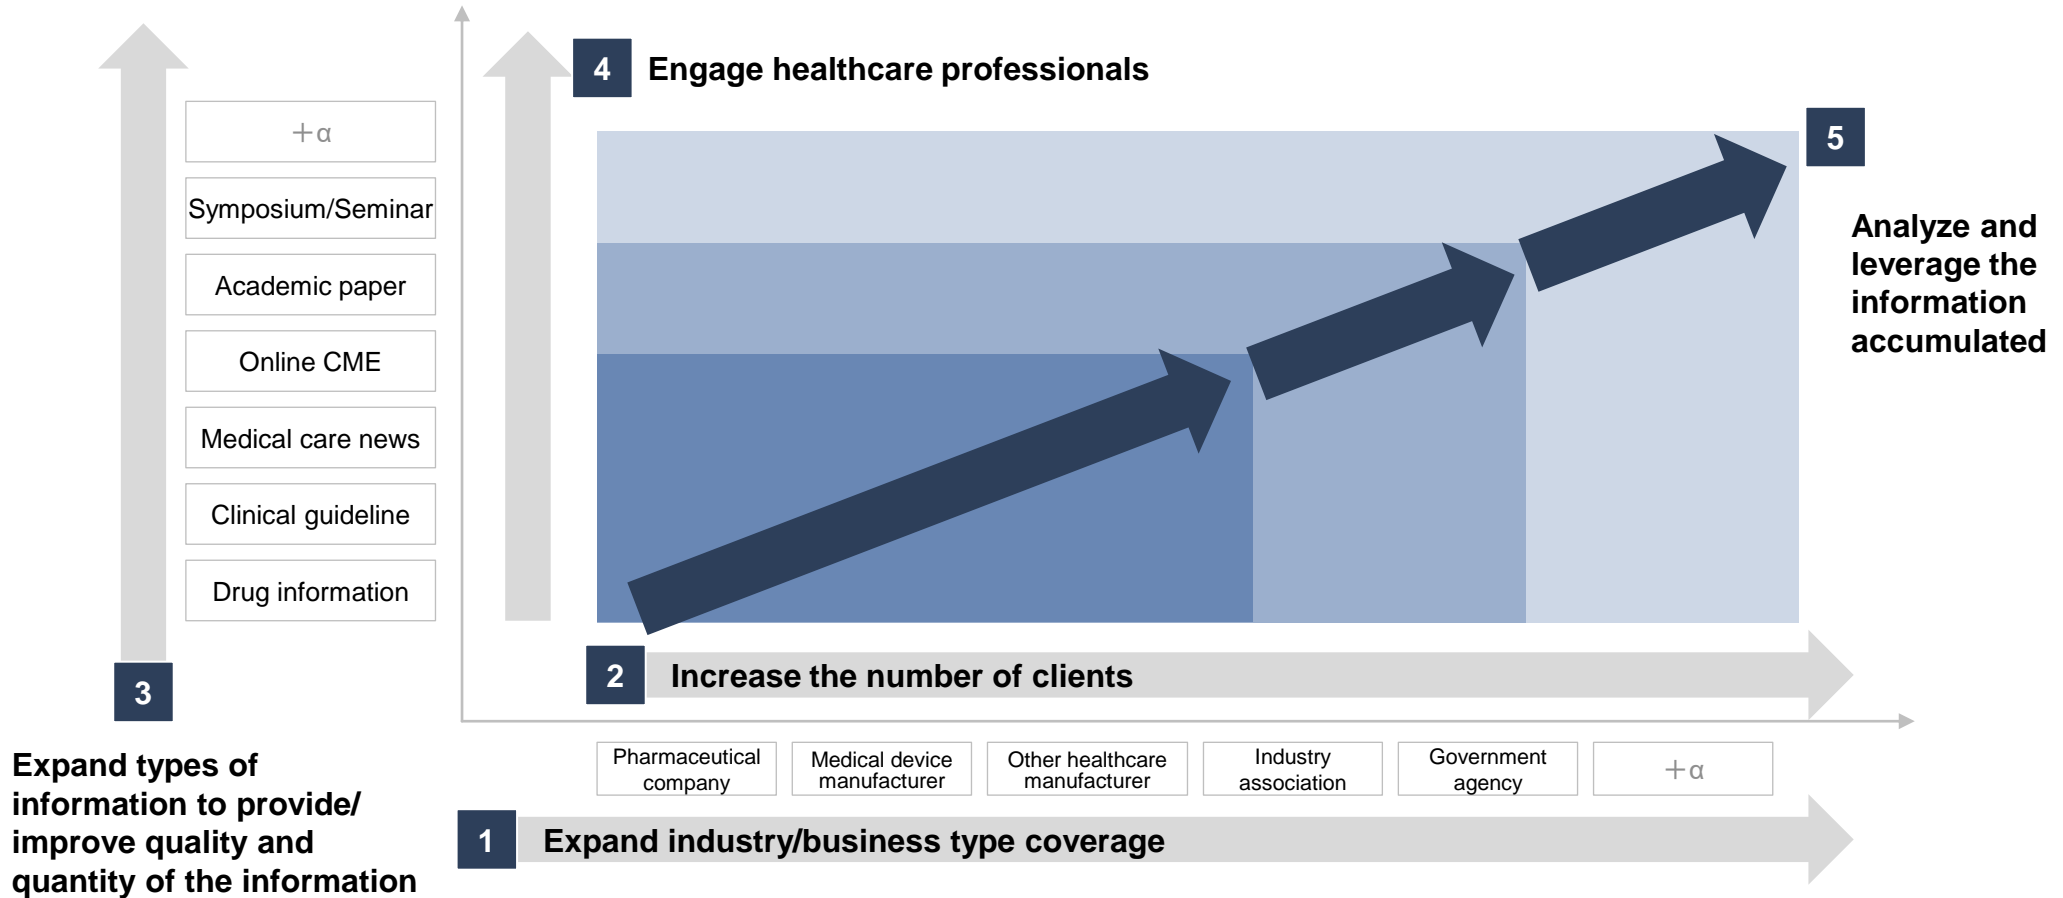 4
Engage healthcare professionals
5
Analyze and
leverage the
information
accumulated
+α
Symposium/Seminar
Academic paper
Online CME
Medical care news
Clinical guideline
Drug information
3
Expand types of
information to provide/
improve quality and
quantity of the information
2
Increase the number of clients
Pharmaceutical
company
Medical device
manufacturer
Other healthcare
manufacturer
Industry
association
Government
agency
+α
1
Expand industry/business type coverage